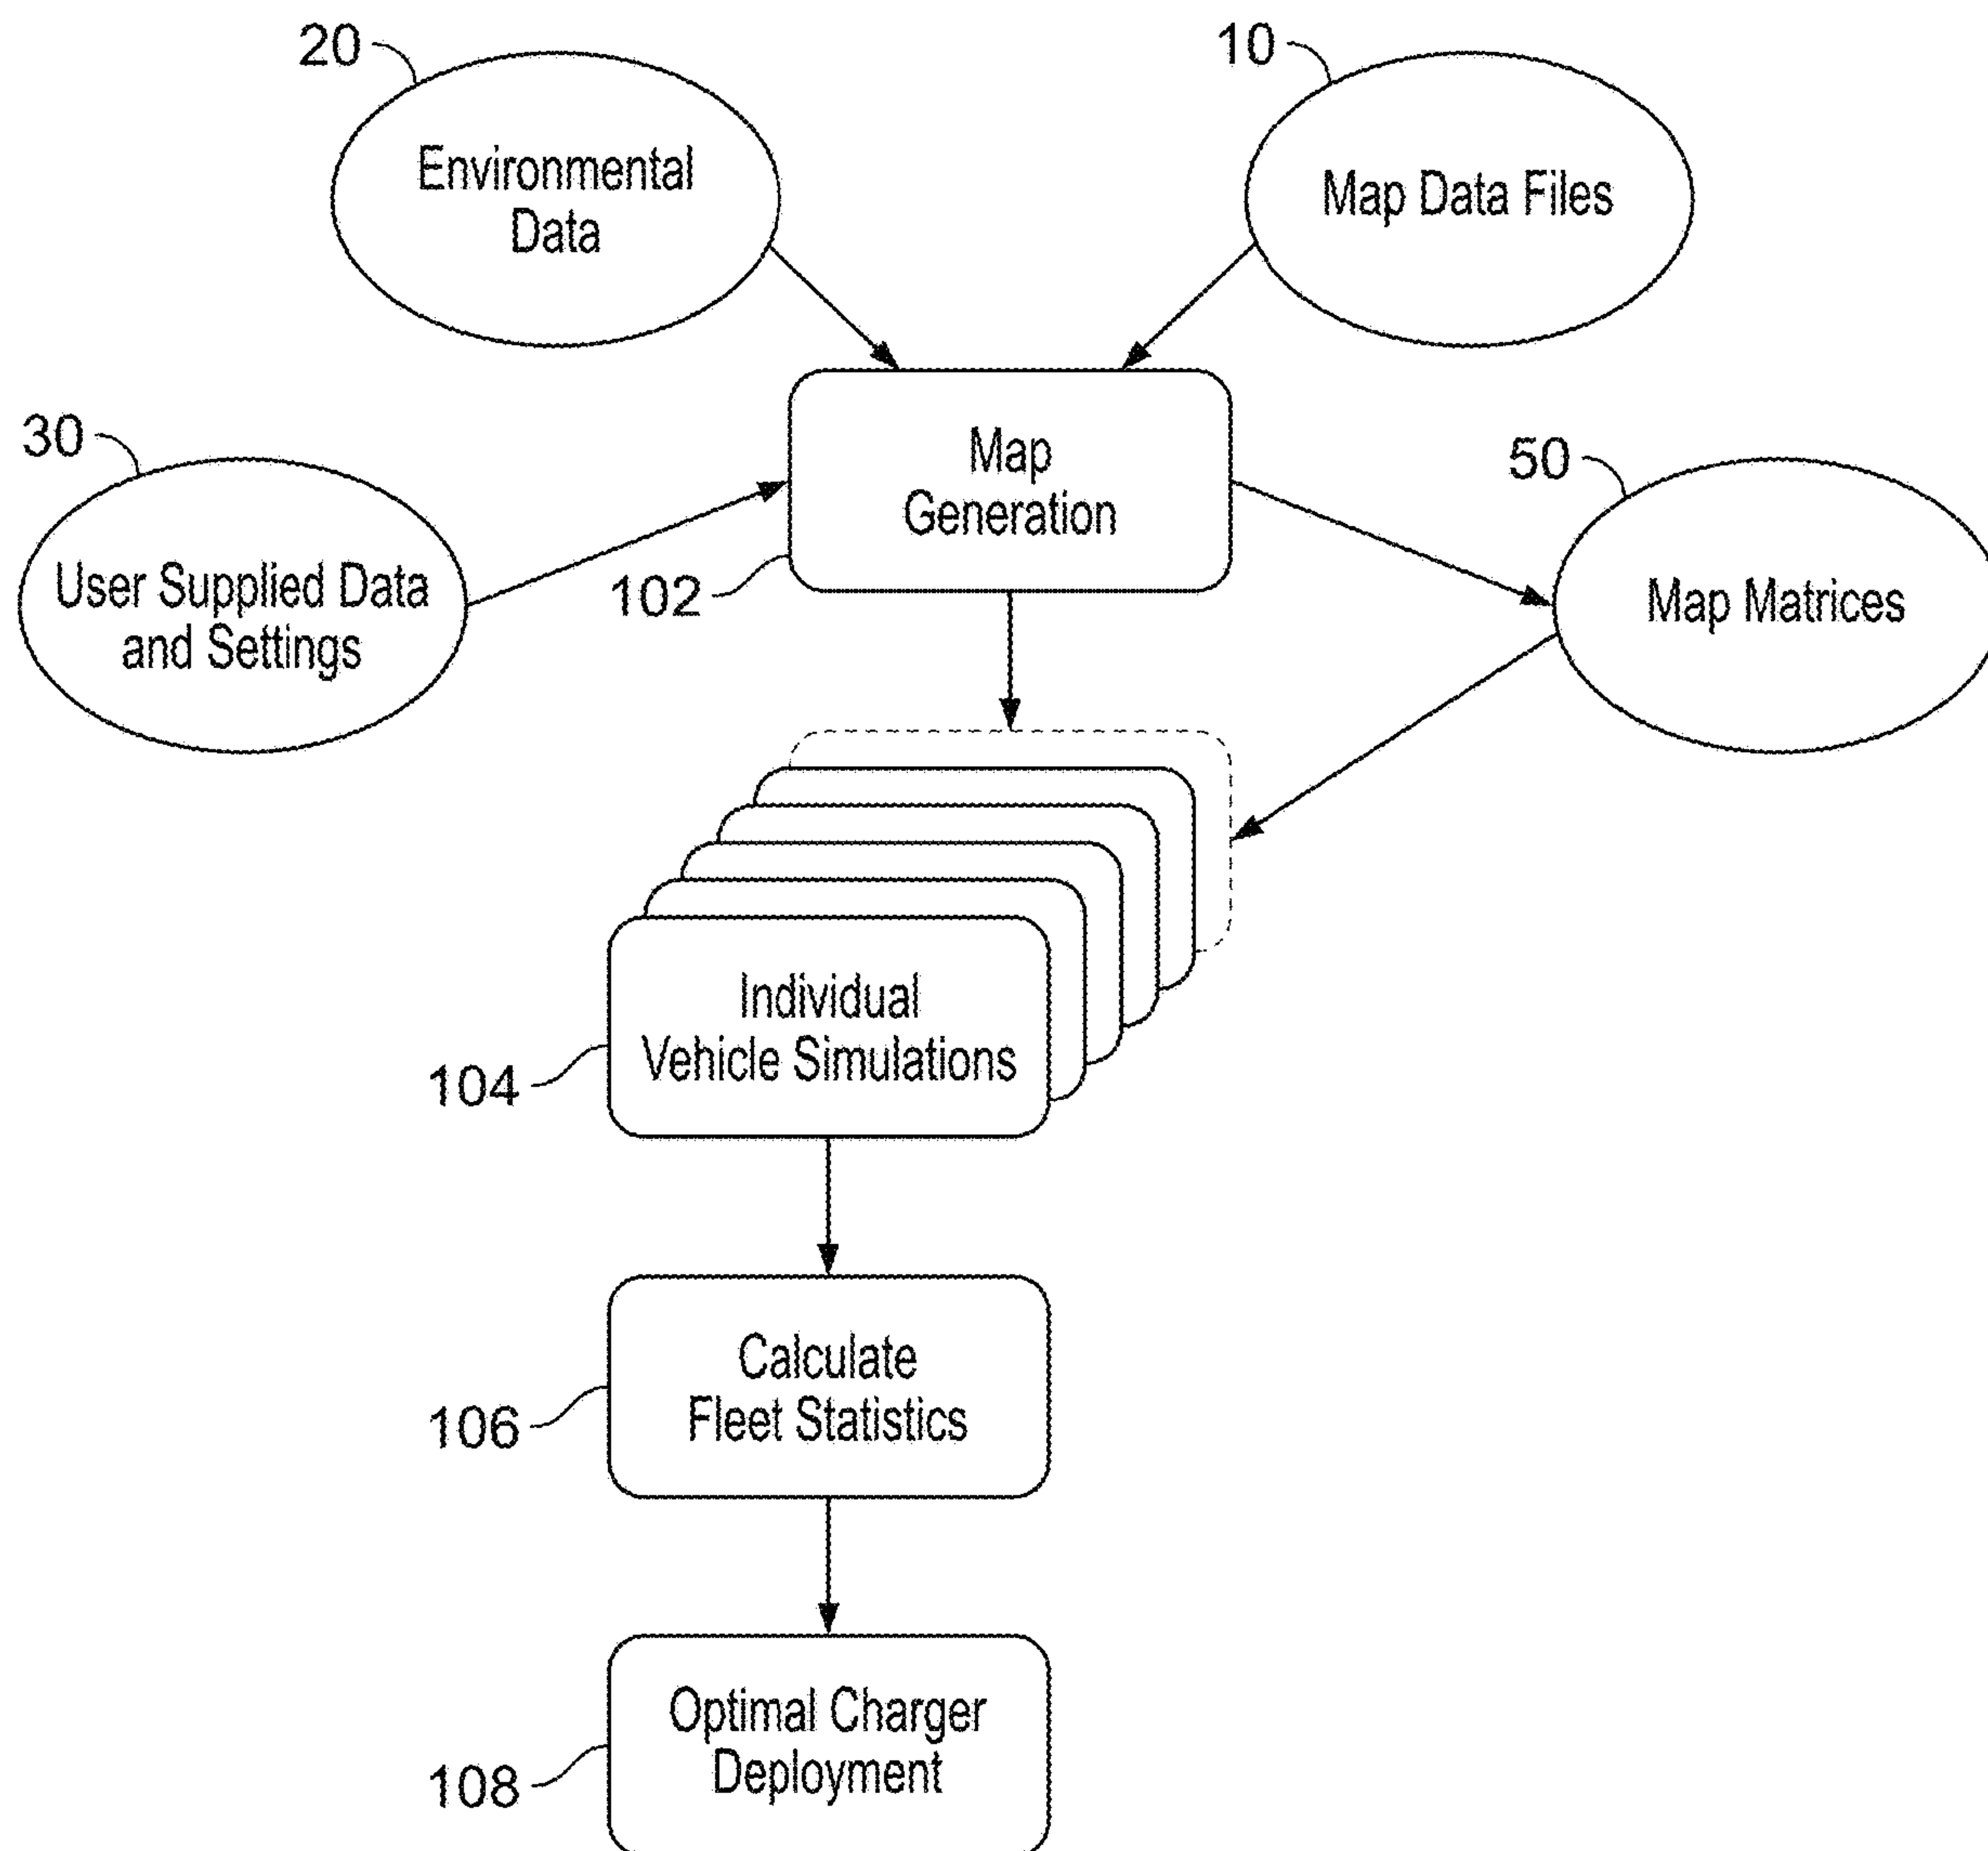 20
10
Environmental
Data
Map Data Files
30
50
Map
Generation
User Supplied Data
and Settings
102
Map Matrices
Individual
Vehicle Simulations
104
Calculate
Fleet Statistics
106
Optimal Charger
Deployment
108